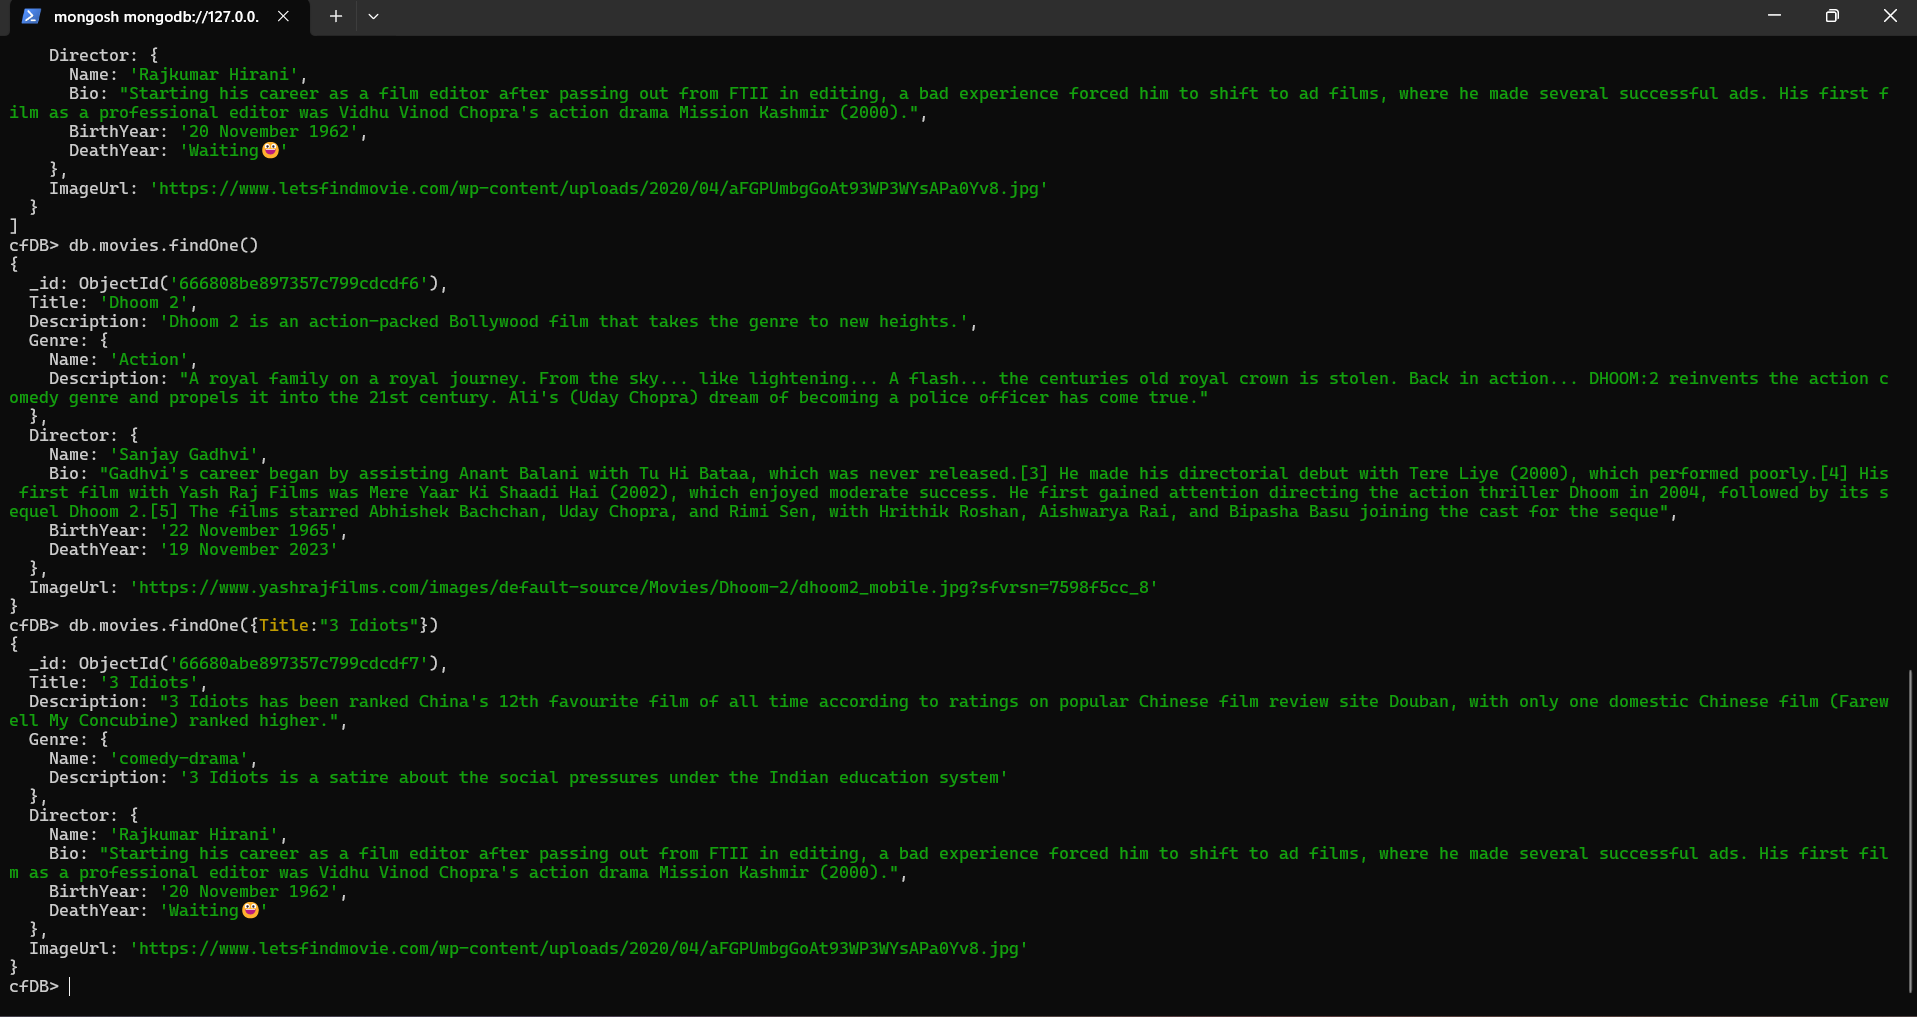 mongosh mongodb://127.0.0.
    Director: {
      Name: 'Rajkumar Hirani',
      Bio: "Starting his career as a film editor after passing out from FTII in editing, a bad experience forced him to shift to ad films, where he made several successful ads. His first f
ilm as a professional editor was Vidhu Vinod Chopra's action drama Mission Kashmir (2000).",
      BirthYear: '20 November 1962',
      DeathYear: 'Waiting😀'
    },
    ImageUrl: 'https://www.letsfindmovie.com/wp-content/uploads/2020/04/aFGPUmbgGoAt93WP3WYsAPa0Yv8.jpg'
  }
]
cfDB> db.movies.findOne()
{
  _id: ObjectId('666808be897357c799cdcdf6'),
  Title: 'Dhoom 2',
  Description: 'Dhoom 2 is an action-packed Bollywood film that takes the genre to new heights.',
  Genre: {
    Name: 'Action',
    Description: "A royal family on a royal journey. From the sky... like lightening... A flash... the centuries old royal crown is stolen. Back in action... DHOOM:2 reinvents the action c
omedy genre and propels it into the 21st century. Ali's (Uday Chopra) dream of becoming a police officer has come true."
  },
  Director: {
    Name: 'Sanjay Gadhvi',
    Bio: "Gadhvi's career began by assisting Anant Balani with Tu Hi Bataa, which was never released.[3] He made his directorial debut with Tere Liye (2000), which performed poorly.[4] His
 first film with Yash Raj Films was Mere Yaar Ki Shaadi Hai (2002), which enjoyed moderate success. He first gained attention directing the action thriller Dhoom in 2004, followed by its s
equel Dhoom 2.[5] The films starred Abhishek Bachchan, Uday Chopra, and Rimi Sen, with Hrithik Roshan, Aishwarya Rai, and Bipasha Basu joining the cast for the seque",
    BirthYear: '22 November 1965',
    DeathYear: '19 November 2023'
  },
  ImageUrl: 'https://www.yashrajfilms.com/images/default-source/Movies/Dhoom-2/dhoom2_mobile.jpg?sfvrsn=7598f5cc_8'
}
cfDB> db.movies.findOne({Title:"3 Idiots"})
{
  _id: ObjectId('66680abe897357c799cdcdf7'),
  Title: '3 Idiots',
  Description: "3 Idiots has been ranked China's 12th favourite film of all time according to ratings on popular Chinese film review site Douban, with only one domestic Chinese film (Farew
ell My Concubine) ranked higher.",
  Genre: {
    Name: 'comedy-drama',
    Description: '3 Idiots is a satire about the social pressures under the Indian education system'
  },
  Director: {
    Name: 'Rajkumar Hirani',
    Bio: "Starting his career as a film editor after passing out from FTII in editing, a bad experience forced him to shift to ad films, where he made several successful ads. His first fil
m as a professional editor was Vidhu Vinod Chopra's action drama Mission Kashmir (2000).",
    BirthYear: '20 November 1962',
    DeathYear: 'Waiting😀'
  },
  ImageUrl: 'https://www.letsfindmovie.com/wp-content/uploads/2020/04/aFGPUmbgGoAt93WP3WYsAPa0Yv8.jpg'
}
cfDB>